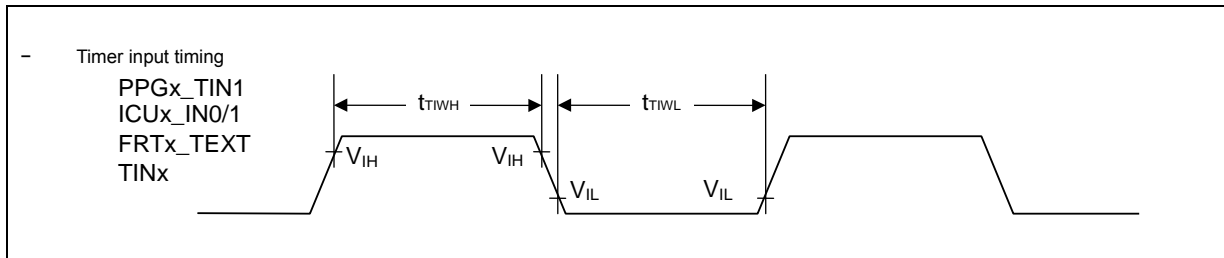 – Timer input timing
PPGx_TIN1
ICUx_IN0/1
FRTx_TEXT
TINx
tTIWH
tTIWL
VIH
VIH
VIL
VIL